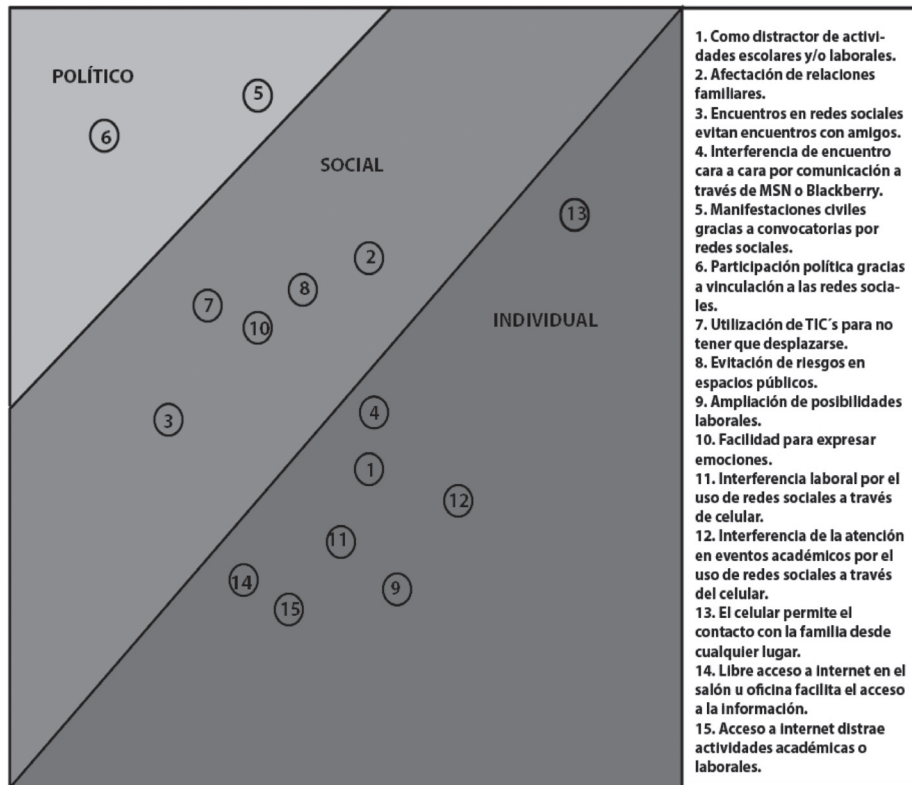 POLÍTICO
5
6
SOCIAL
13
2
8
7
10
INDIVIDUAL
3
4
1
12
11
14
9
15
1. Como distractor de activi-
dades escolares y/o laborales.
2. Afectación de relaciones
familiares.
3. Encuentros en redes sociales
evitan encuentros con amigos.
4. Interferencia de encuentro
cara a cara por comunicación a
través de MSN o Blackberry.
5. Manifestaciones civiles
gracias a convocatorias por
redes sociales.
6. Participación política gracias
a vinculación a las redes socia-
les.
7. Utilización de TIC´s para no
tener que desplazarse.
8. Evitación de riesgos en
espacios públicos.
9. Ampliación de posibilidades
laborales.
10. Facilidad para expresar
emociones.
11. Interferencia laboral por el
uso de redes sociales a través
de celular.
12. Interferencia de la atención
en eventos académicos por el
uso de redes sociales a través
del celular.
13. El celular permite el
contacto con la familia desde
cualquier lugar.
14. Libre acceso a internet en el
salón u oficina facilita el acceso
a la información.
15. Acceso a internet distrae
actividades académicas o
laborales.